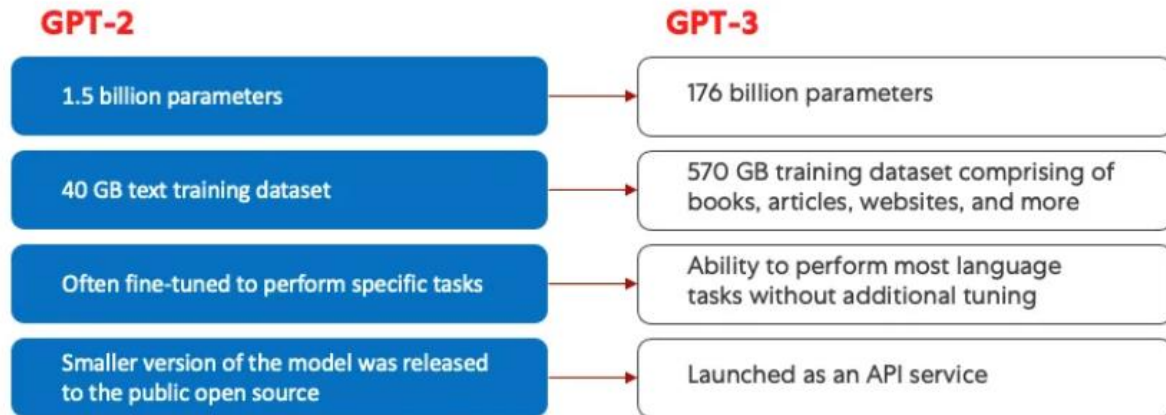 GPT-2
GPT-3
1.5 billion parameters
176 billion parameters
40 GB text training dataset
570 GB training dataset comprising of
books, articles, websites, and more
Often fine-tuned to perform specific tasks
Ability to perform most language
tasks without additional tuning
Smaller version of the model was released
to the public open source
Launched as an API service